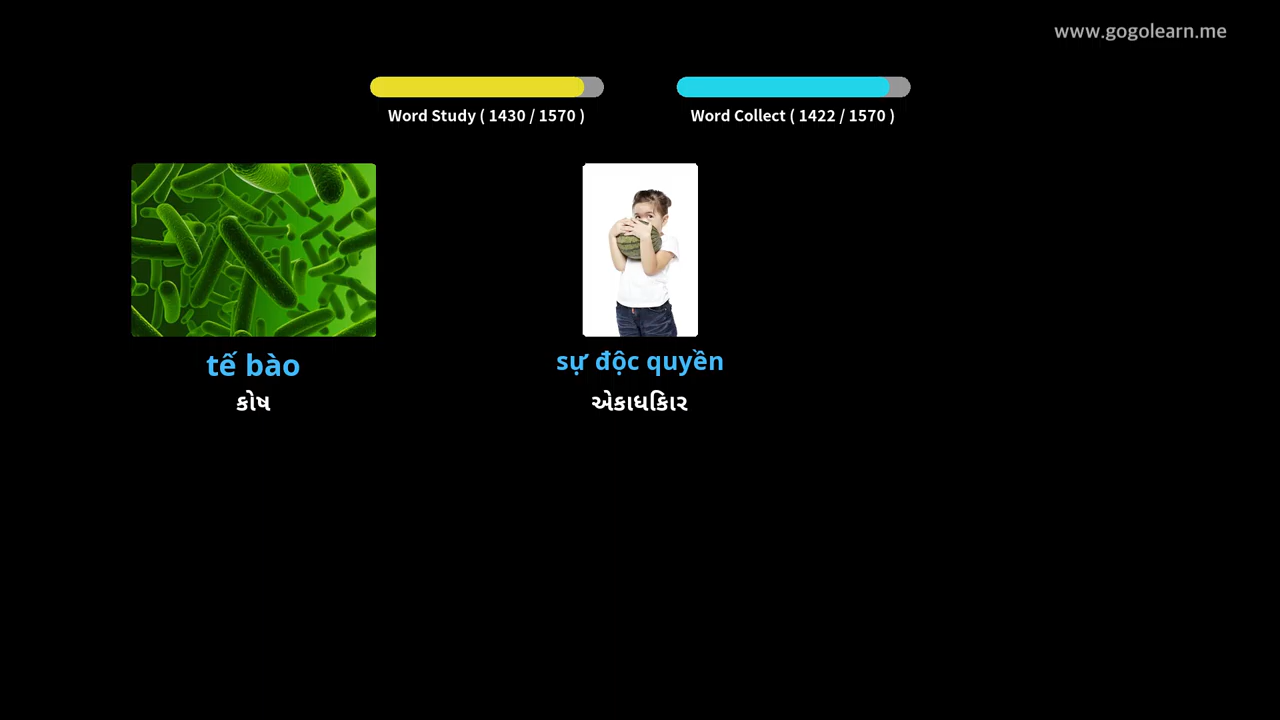 www.gogolearn.me
Word Study ( 1430 / 1570 )
Word Collect ( 1422 / 1570 )
tế bào
કોષ
sự độc quyền
એકાધિકાર